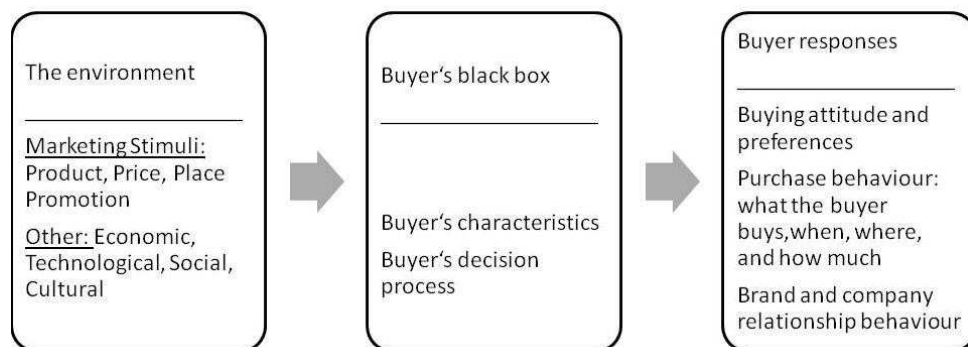 The environment
Marketing Stimuli:
Product, Price, Place
Promotion
Other: Economic,
Technological, Social,
Cultural
Buyer‘s black box
Buyer‘s characteristics
Buyer‘s decision
process
Buyer responses
Buying attitude and
preferences
Purchase behaviour:
what the buyer
buys,when, where,
and how much
Brand and company
relationship behaviour